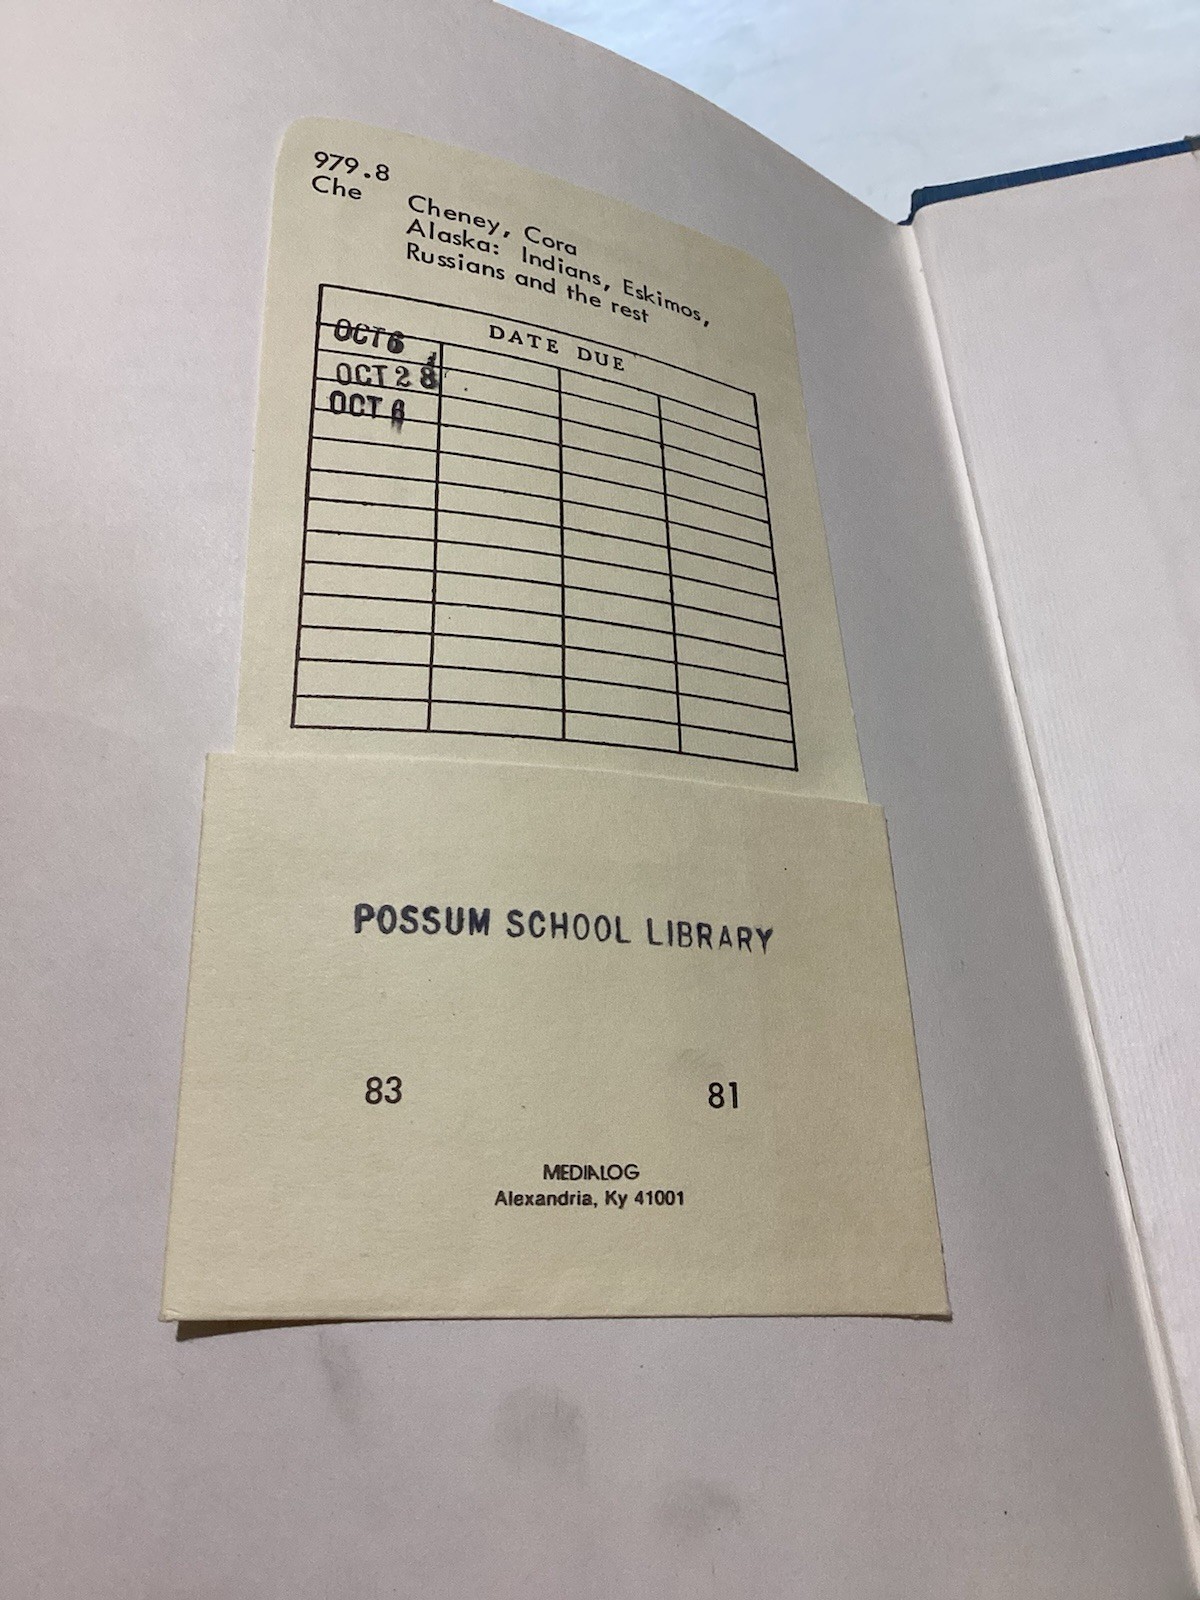 979.8
Che
Cheney, Cora
Alaska: Indians, Eskimos,
Russians and the rest
DATE DUE
OCT 6
OCT 28
OCT 6
POSSUM SCHOOL LIBRARY
83 81
MEDIALOG
Alexandria, Ky 41001